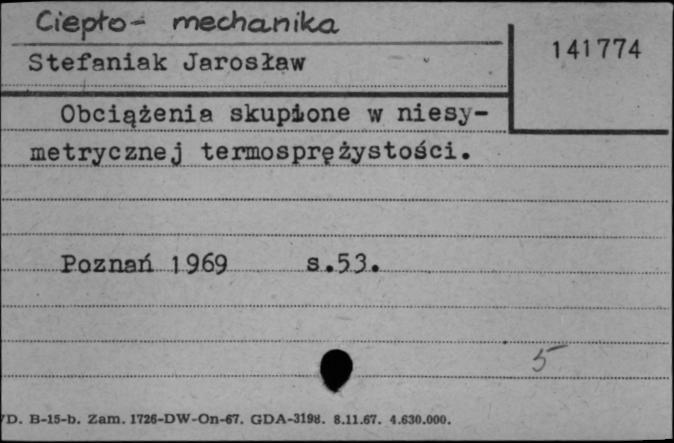 Ciepło- mechanika
141774
Stefaniak Jarosław
Obciążenia skupione w niesy-
metrycznej termosprężystości.
Poznań 1969 s.53.
5
/D. B-15-b. Zam. 1726-DW-On-67. GDA-319s. 8.11.67. 4.630.000.